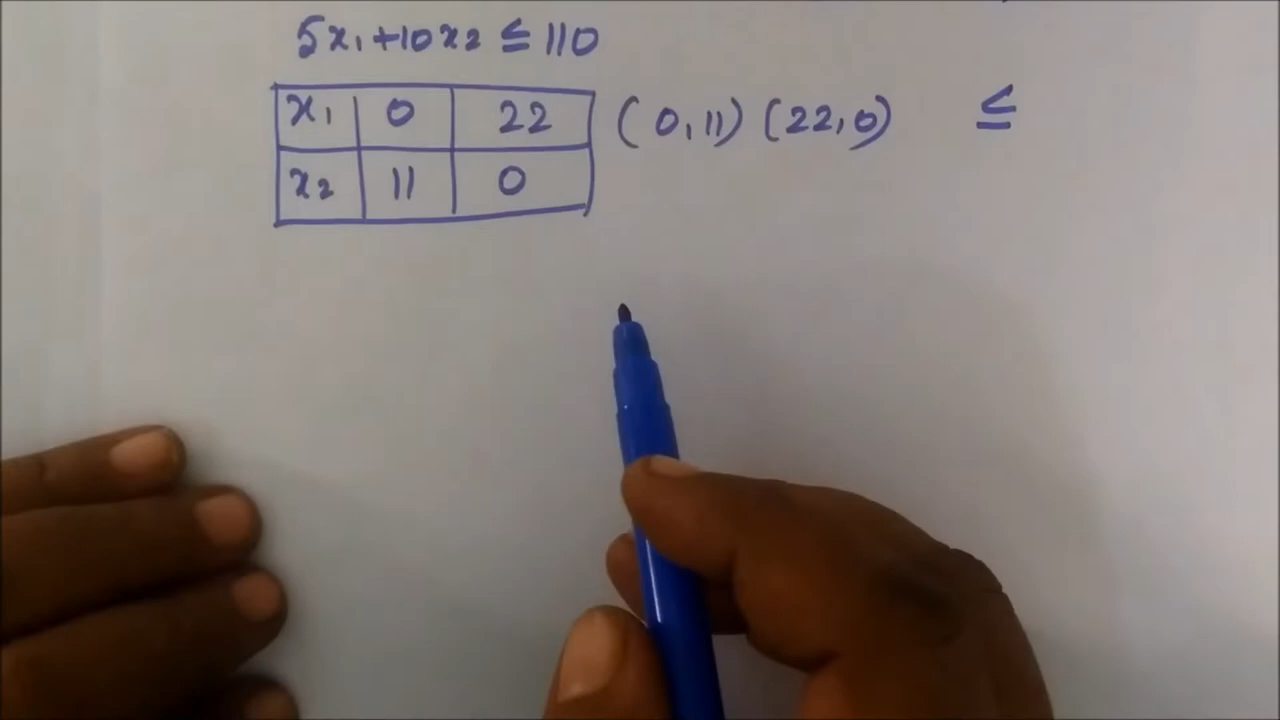 5x₁+10x₂ ≤ 110
x₁ 0 22 (0,11) (22,0) ≤
x₂ 11 0